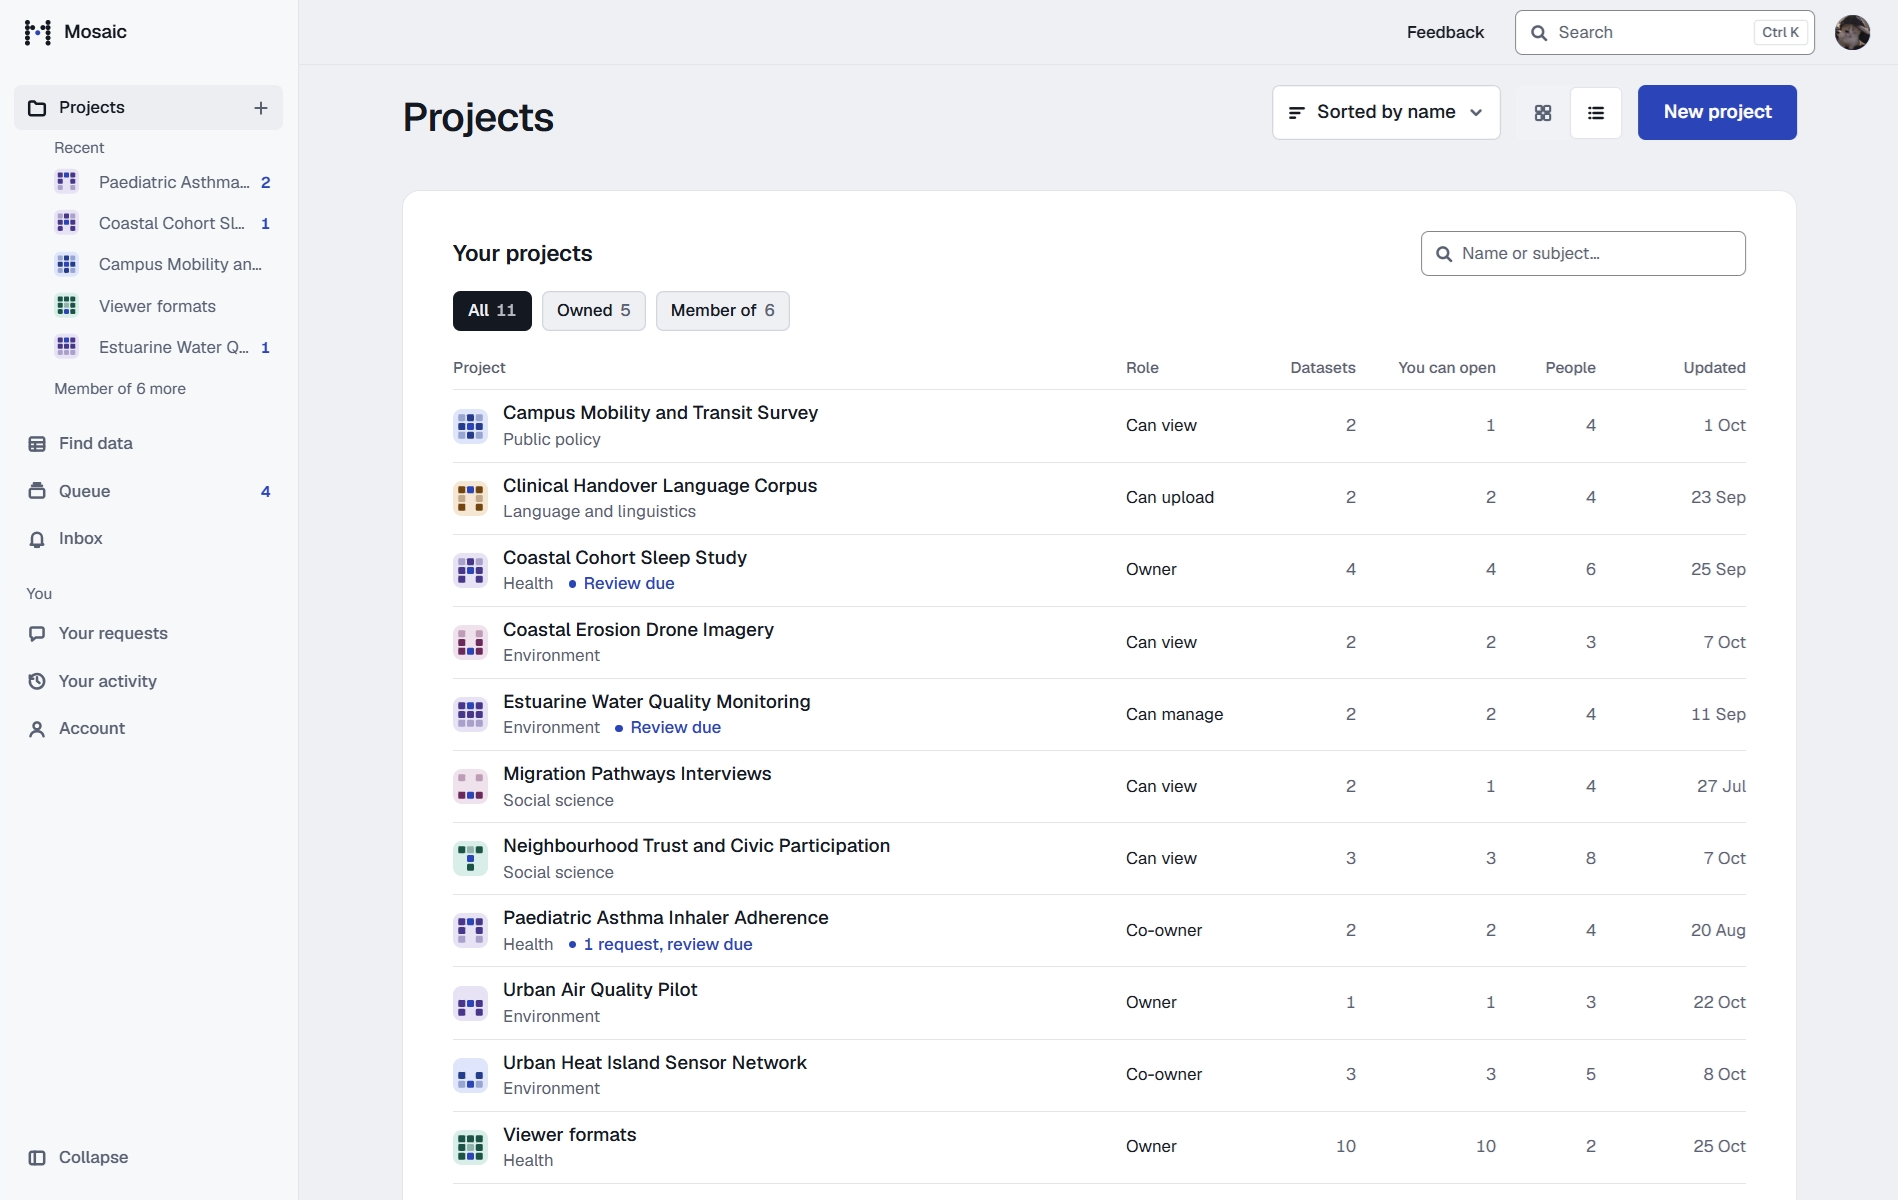 Mosaic
Feedback
Search
Ctrl K
Projects
Recent
Paediatric Asthma... 2
Coastal Cohort Sl... 1
Campus Mobility an...
Viewer formats
Estuarine Water Q... 1
Member of 6 more
Find data
Queue 4
Inbox
You
Your requests
Your activity
Account
Collapse
Projects
Sorted by name
New project
Your projects
Name or subject...
All 11
Owned 5
Member of 6
Project Role Datasets You can open People Updated
Campus Mobility and Transit Survey
Public policy
Can view 2 1 4 1 Oct
Clinical Handover Language Corpus
Language and linguistics
Can upload 2 2 4 23 Sep
Coastal Cohort Sleep Study
Health • Review due
Owner 4 4 6 25 Sep
Coastal Erosion Drone Imagery
Environment
Can view 2 2 3 7 Oct
Estuarine Water Quality Monitoring
Environment • Review due
Can manage 2 2 4 11 Sep
Migration Pathways Interviews
Social science
Can view 2 1 4 27 Jul
Neighbourhood Trust and Civic Participation
Social science
Can view 3 3 8 7 Oct
Paediatric Asthma Inhaler Adherence
Health • 1 request, review due
Co-owner 2 2 4 20 Aug
Urban Air Quality Pilot
Environment
Owner 1 1 3 22 Oct
Urban Heat Island Sensor Network
Environment
Co-owner 3 3 5 8 Oct
Viewer formats
Health
Owner 10 10 2 25 Oct